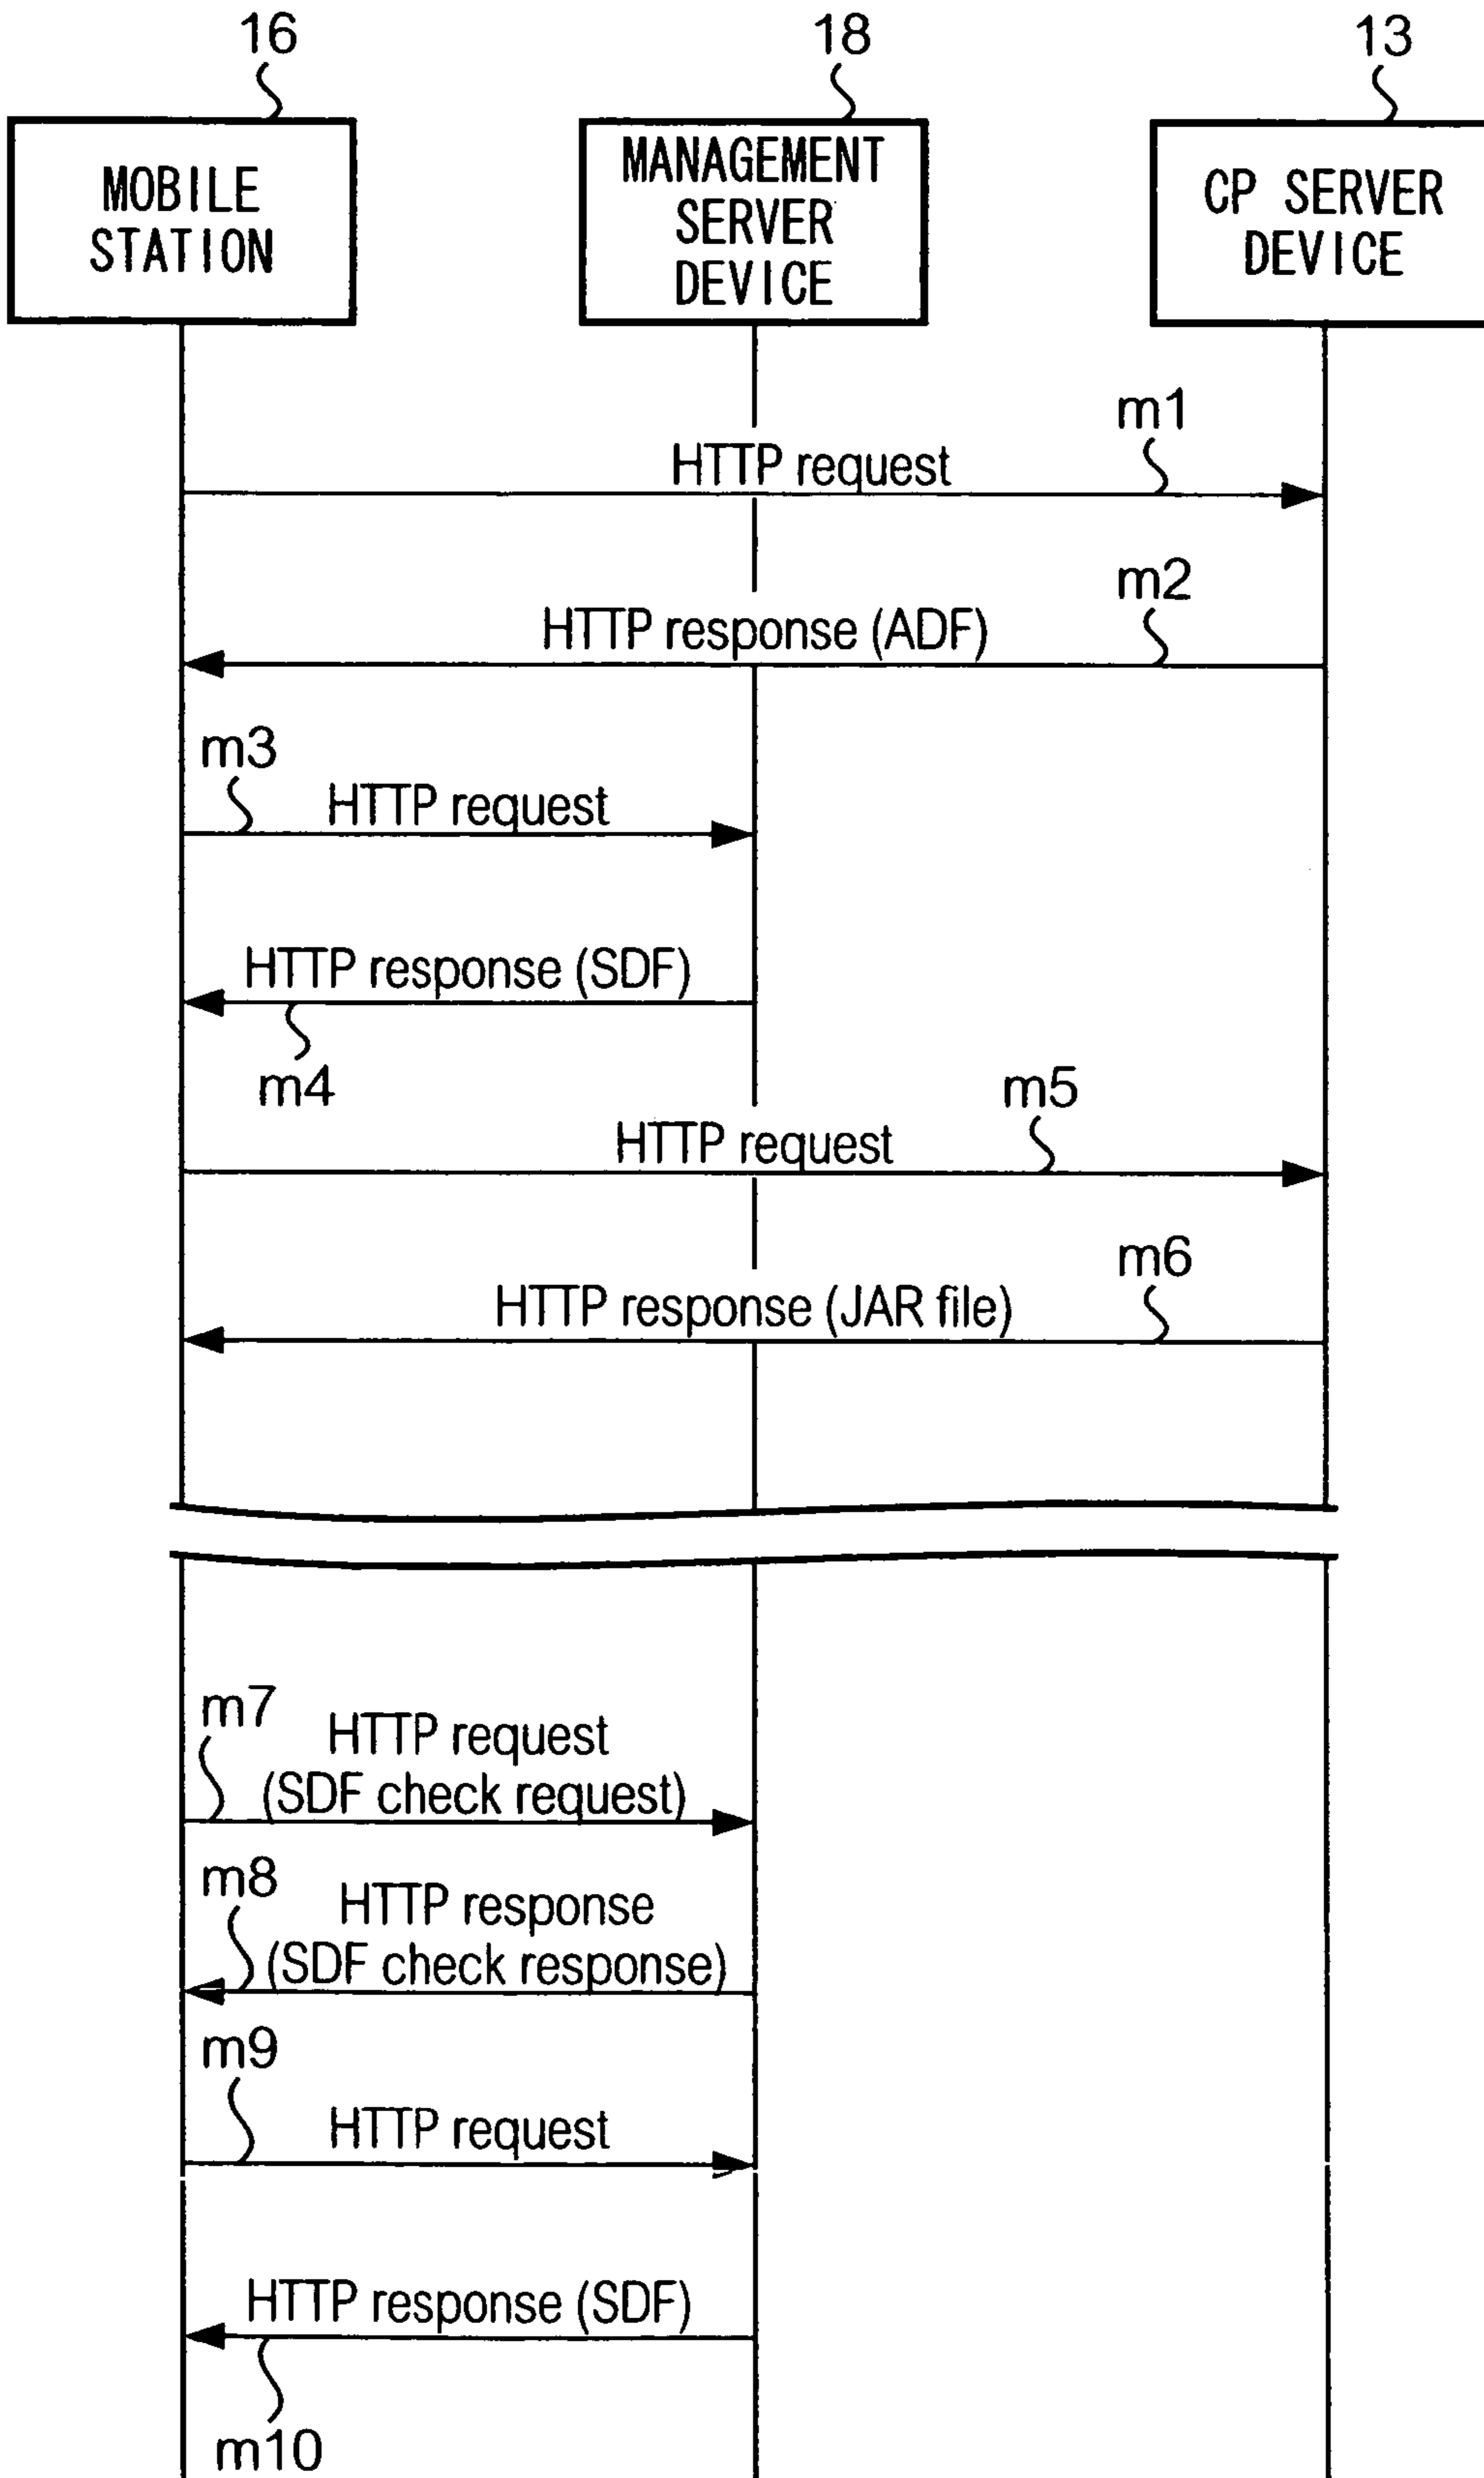 16
18
13
MOBILE
STATION
MANAGEMENT
SERVER
DEVICE
CP SERVER
DEVICE
m1
HTTP request
m2
HTTP response (ADF)
m3
HTTP request
HTTP response (SDF)
m4
m5
HTTP request
m6
HTTP response (JAR file)
m7
HTTP request
(SDF check request)
m8
HTTP response
(SDF check response)
m9
HTTP request
HTTP response (SDF)
m10